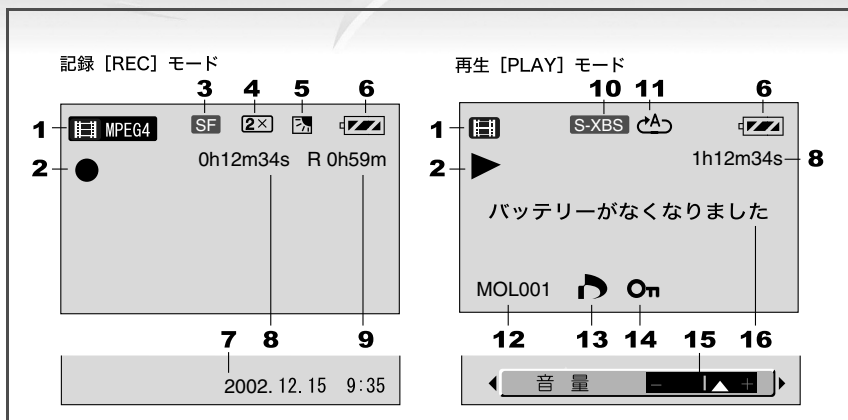 記録［REC］モード
3 4 5 6
1 MPEG4 SF 2× 
2 0h12m34s R 0h59m
7 8 9
2002.12.15 9:35
再生［PLAY］モード
10 11 6
1 S-XBS A
2 1h12m34s 8
バッテリーがなくなりました
MOL001
12 13 14 15 16
音量 - +